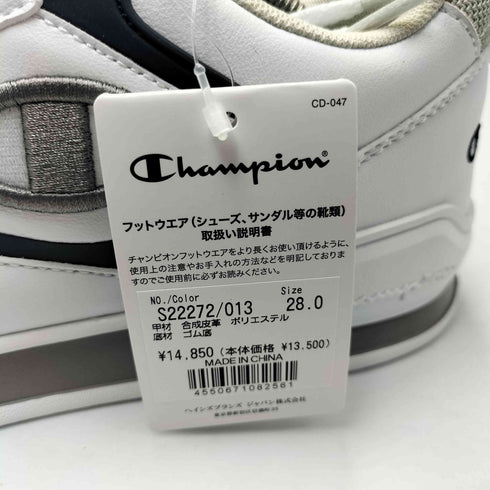 CD-047
Champion
フットウエア(シューズ、サンダル等の靴類)
取扱い説明書
チャンピオンフットウエアをより長くお使い頂けるように、
使用上の注意やお手入れの方法などを明記しておりま
すのでご使用前に必ずお読みください。
NO./Color Size
S22272/013 28.0
甲材 合成皮革 ポリエステル
底材 ゴム底
¥14,850(本体価格 ¥13,500)
MADE IN CHINA
4550671082561
ヘインズブランズ ジャパン株式会社